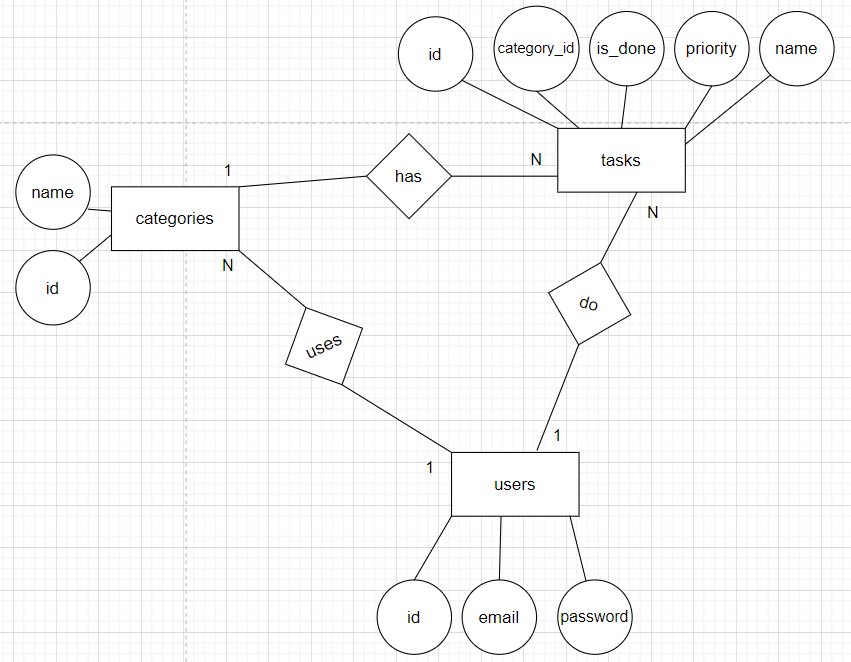 id
category_id
is_done
priority
name
tasks
1
has
N
name
categories
id
N
N
do
uses
1
1
users
id
email
password